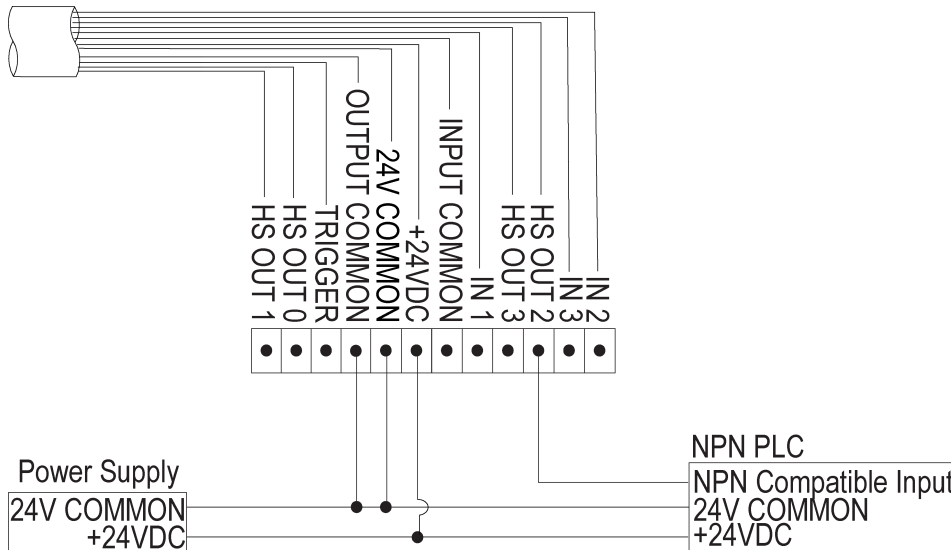 HS OUT 1
HS OUT 0
TRIGGER
OUTPUT COMMON
24V COMMON
+24VDC
INPUT COMMON
IN 1
HS OUT 3
HS OUT 2
IN 3
IN 2
Power Supply
24V COMMON
+24VDC
NPN PLC
NPN Compatible Input
24V COMMON
+24VDC